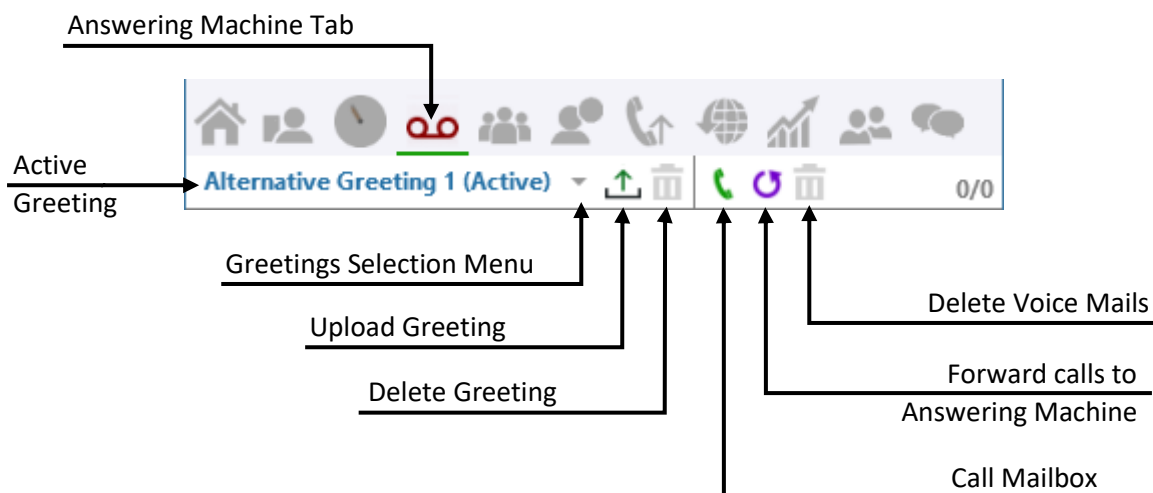 Answering Machine Tab
Active
Greeting
Alternative Greeting 1 (Active)
0/0
Greetings Selection Menu
Upload Greeting
Delete Greeting
Delete Voice Mails
Forward calls to
Answering Machine
Call Mailbox